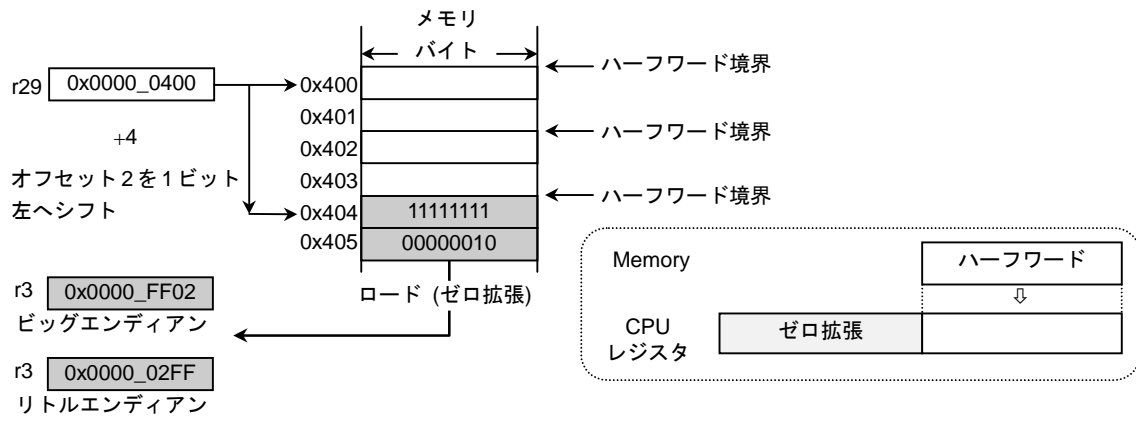 メモリ
バイト
ハーフワード境界
r29 0x0000_0400
0x400
0x401
+4
ハーフワード境界
0x402
オフセット2を1ビット
左へシフト
0x403
ハーフワード境界
0x404 11111111
0x405 00000010
ロード (ゼロ拡張)
r3 0x0000_FF02
ビッグエンディアン
r3 0x0000_02FF
リトルエンディアン
Memory ハーフワード
⇩
CPU
レジスタ
ゼロ拡張